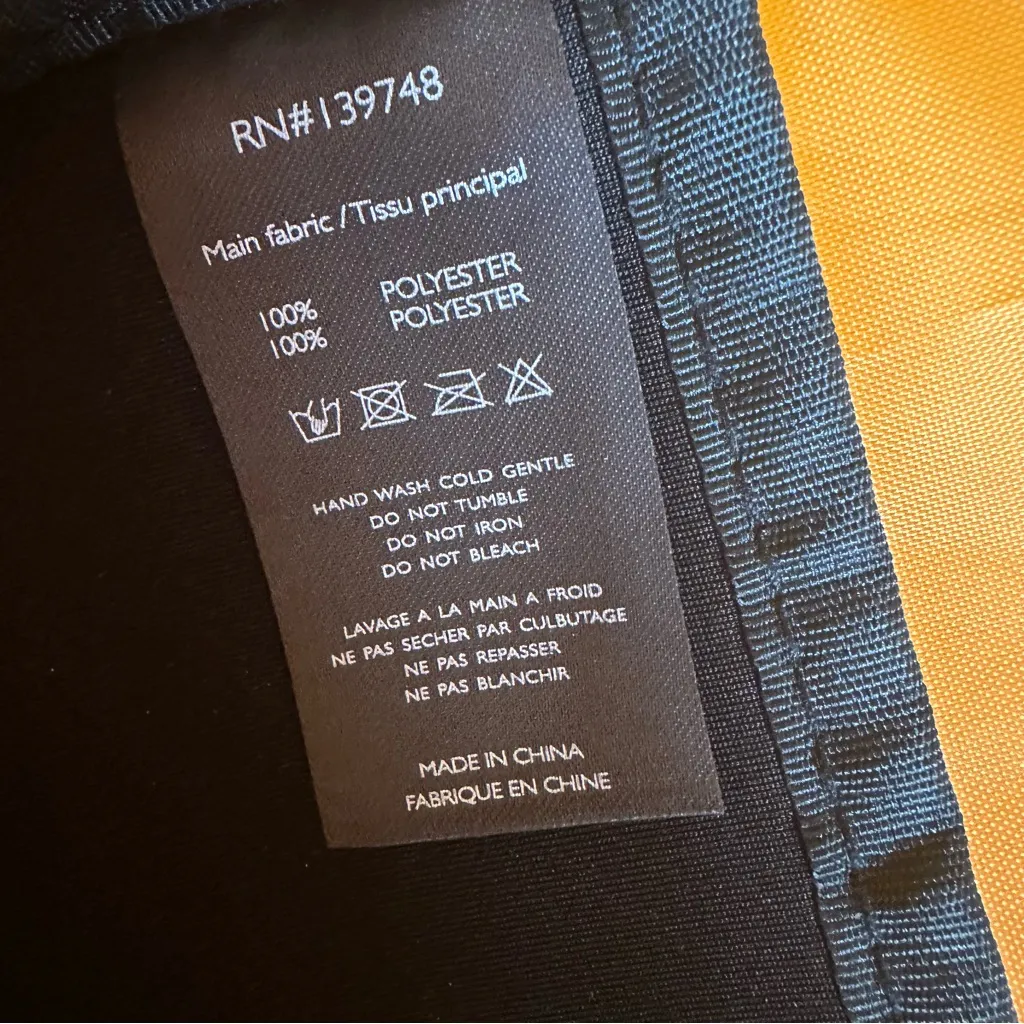 RN#139748
Main fabric /Tissu principal
100% POLYESTER
100% POLYESTER
HAND WASH COLD GENTLE
DO NOT TUMBLE
DO NOT IRON
DO NOT BLEACH
LAVAGE A LA MAIN A FROID
NE PAS SECHER PAR CULBUTAGE
NE PAS REPASSER
NE PAS BLANCHIR
MADE IN CHINA
FABRIQUE EN CHINE